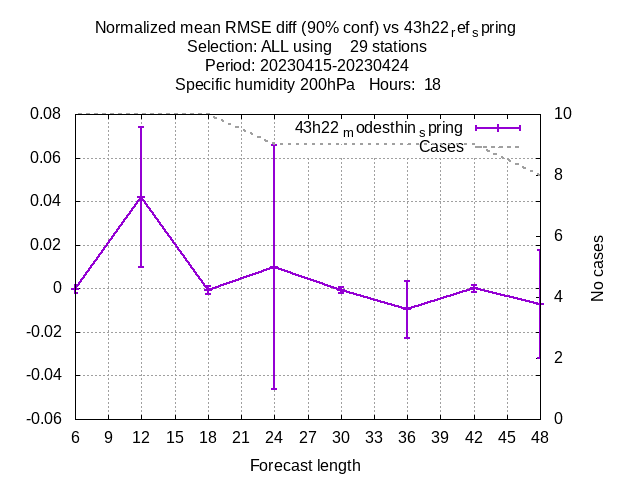 Normalized mean RMSE diff (90% conf) vs 43h22refspring
Selection: ALL using 29 stations
Period: 20230415-20230424
Specific humidity 200hPa Hours: 18
0.08
0.06
0.04
0.02
0
-0.02
-0.04
-0.06
10
8
6
4
2
0
43h22modesthinspring
Cases
No cases
6 9 12 15 18 21 24 27 30 33 36 39 42 45 48
Forecast length